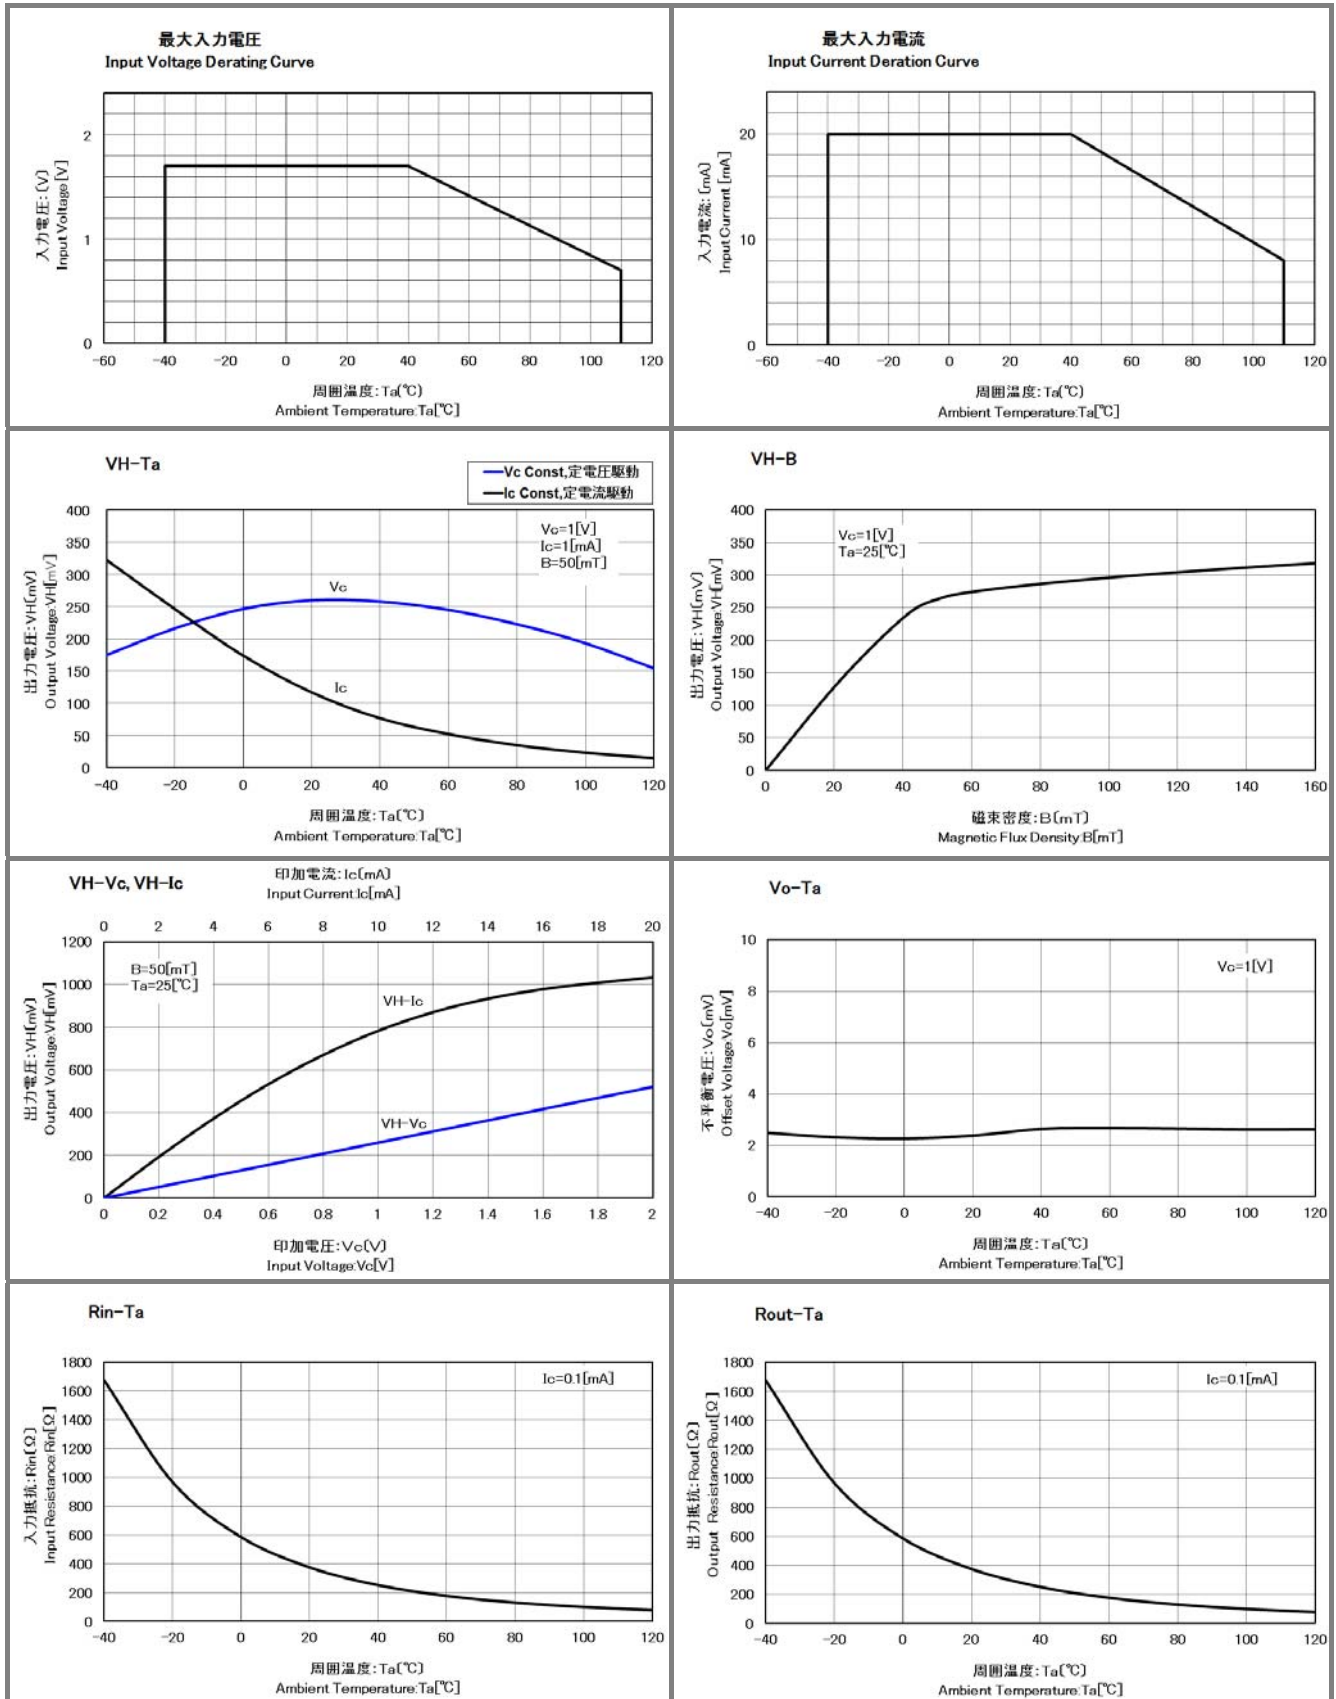 最大入力電圧
Input Voltage Derating Curve
入力電圧:〔V〕
Input Voltage[V]
2
1
0
-60 -40 -20 0 20 40 60 80 100 120
周囲温度:Ta〔℃〕
Ambient Temperature:Ta[℃]
最大入力電流
Input Current Deration Curve
入力電流:〔mA〕
Input Current [mA]
20
10
0
-60 -40 -20 0 20 40 60 80 100 120
周囲温度:Ta〔℃〕
Ambient Temperature:Ta[℃]
VH-Ta
Vc Const,定電圧駆動
Ic Const,定電流駆動
Vc=1[V]
Ic=1[mA]
B=50[mT]
Vc
Ic
出力電圧:VH〔mV〕
Output Voltage:VH[mV]
400
350
300
250
200
150
100
50
0
-40 -20 0 20 40 60 80 100 120
周囲温度:Ta〔℃〕
Ambient Temperature:Ta[℃]
VH-B
Vc=1[V]
Ta=25[℃]
出力電圧:VH〔mV〕
Output Voltage:VH[mV]
400
350
300
250
200
150
100
50
0
0 20 40 60 80 100 120 140 160
磁束密度:B〔mT〕
Magnetic Flux Density:B[mT]
VH-Vc, VH-Ic
印加電流:Ic〔mA〕
Input Current:Ic[mA]
0 2 4 6 8 10 12 14 16 18 20
B=50[mT]
Ta=25[℃]
VH-Ic
VH-Vc
出力電圧:VH〔mV〕
Output Voltage:VH[mV]
1200
1000
800
600
400
200
0
0 0.2 0.4 0.6 0.8 1 1.2 1.4 1.6 1.8 2
印加電圧:Vc〔V〕
Input Voltage:Vc[V]
Vo-Ta
Vc=1[V]
不平衡電圧:Vo〔mV〕
Offset Voltage:Vo[mV]
10
8
6
4
2
0
-40 -20 0 20 40 60 80 100 120
周囲温度:Ta〔℃〕
Ambient Temperature:Ta[℃]
Rin-Ta
Ic=0.1[mA]
入力抵抗:Rin〔Ω〕
Input Resistance:Rin[Ω]
1800
1600
1400
1200
1000
800
600
400
200
0
-40 -20 0 20 40 60 80 100 120
周囲温度:Ta〔℃〕
Ambient Temperature:Ta[℃]
Rout-Ta
Ic=0.1[mA]
出力抵抗:Rout〔Ω〕
Output Resistance:Rout[Ω]
1800
1600
1400
1200
1000
800
600
400
200
0
-40 -20 0 20 40 60 80 100 120
周囲温度:Ta〔℃〕
Ambient Temperature:Ta[℃]